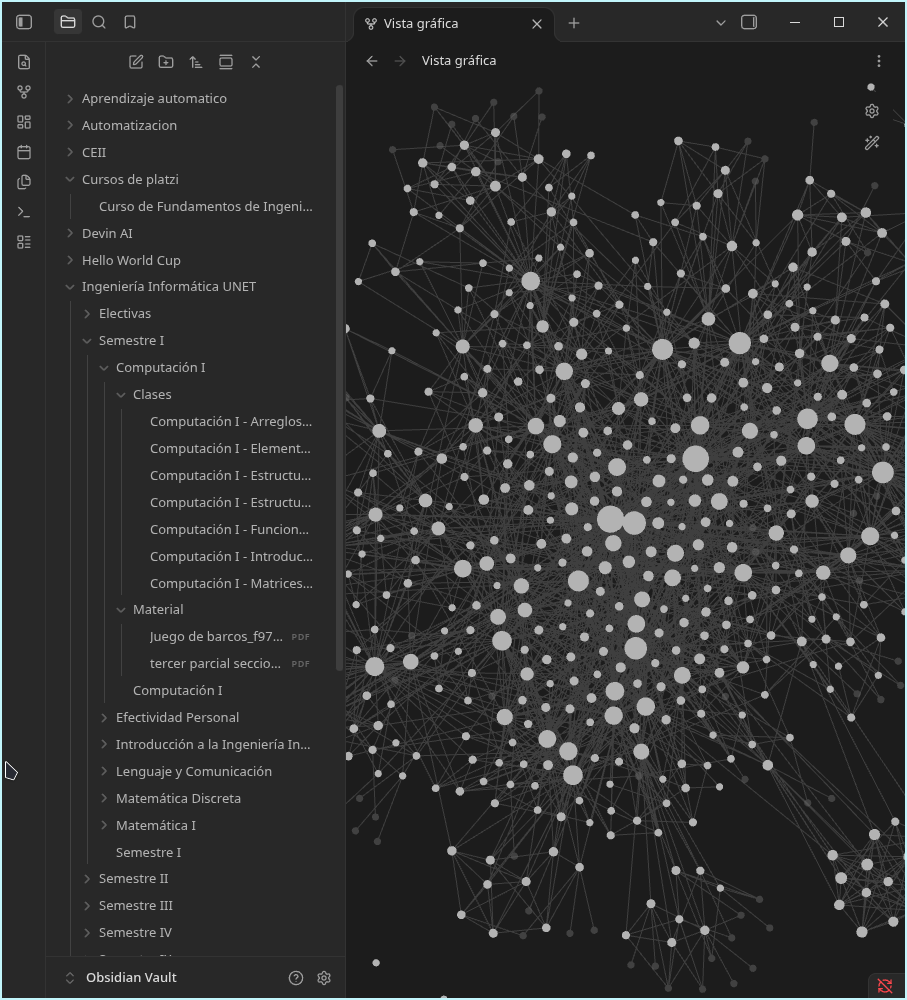 Vista gráfica
Vista gráfica
Aprendizaje automatico
Automatizacion
CEII
Cursos de platzi
Curso de Fundamentos de Ingeni...
Devin AI
Hello World Cup
Ingeniería Informática UNET
Electivas
Semestre I
Computación I
Clases
Computación I - Arreglos...
Computación I - Element...
Computación I - Estructu...
Computación I - Estructu...
Computación I - Funcion...
Computación I - Introduc...
Computación I - Matrices...
Material
Juego de barcos_f97... PDF
tercer parcial seccio... PDF
Computación I
Efectividad Personal
Introducción a la Ingeniería In...
Lenguaje y Comunicación
Matemática Discreta
Matemática I
Semestre I
Semestre II
Semestre III
Semestre IV
Obsidian Vault